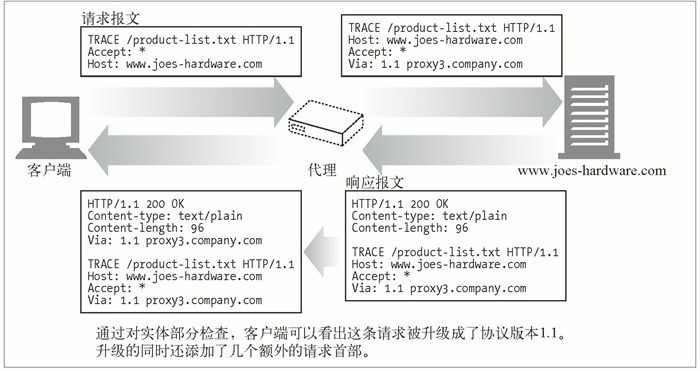 请求报文
TRACE /product-list.txt HTTP/1.1
Accept: *
Host: www.joes-hardware.com
TRACE /product-list.txt HTTP/1.1
Host: www.joes-hardware.com
Accept: *
Via: 1.1 proxy3.company.com
客户端
代理
www.joes-hardware.com
响应报文
HTTP/1.1 200 OK
Content-type: text/plain
Content-length: 96
Via: 1.1 proxy3.company.com
TRACE /product-list.txt HTTP/1.1
Host: www.joes-hardware.com
Accept: *
Via: 1.1 proxy3.company.com
HTTP/1.1 200 OK
Content-type: text/plain
Content-length: 96
TRACE /product-list.txt HTTP/1.1
Host: www.joes-hardware.com
Accept: *
Via: 1.1 proxy3.company.com
通过对实体部分检查，客户端可以看出这条请求被升级成了协议版本1.1。
升级的同时还添加了几个额外的请求首部。